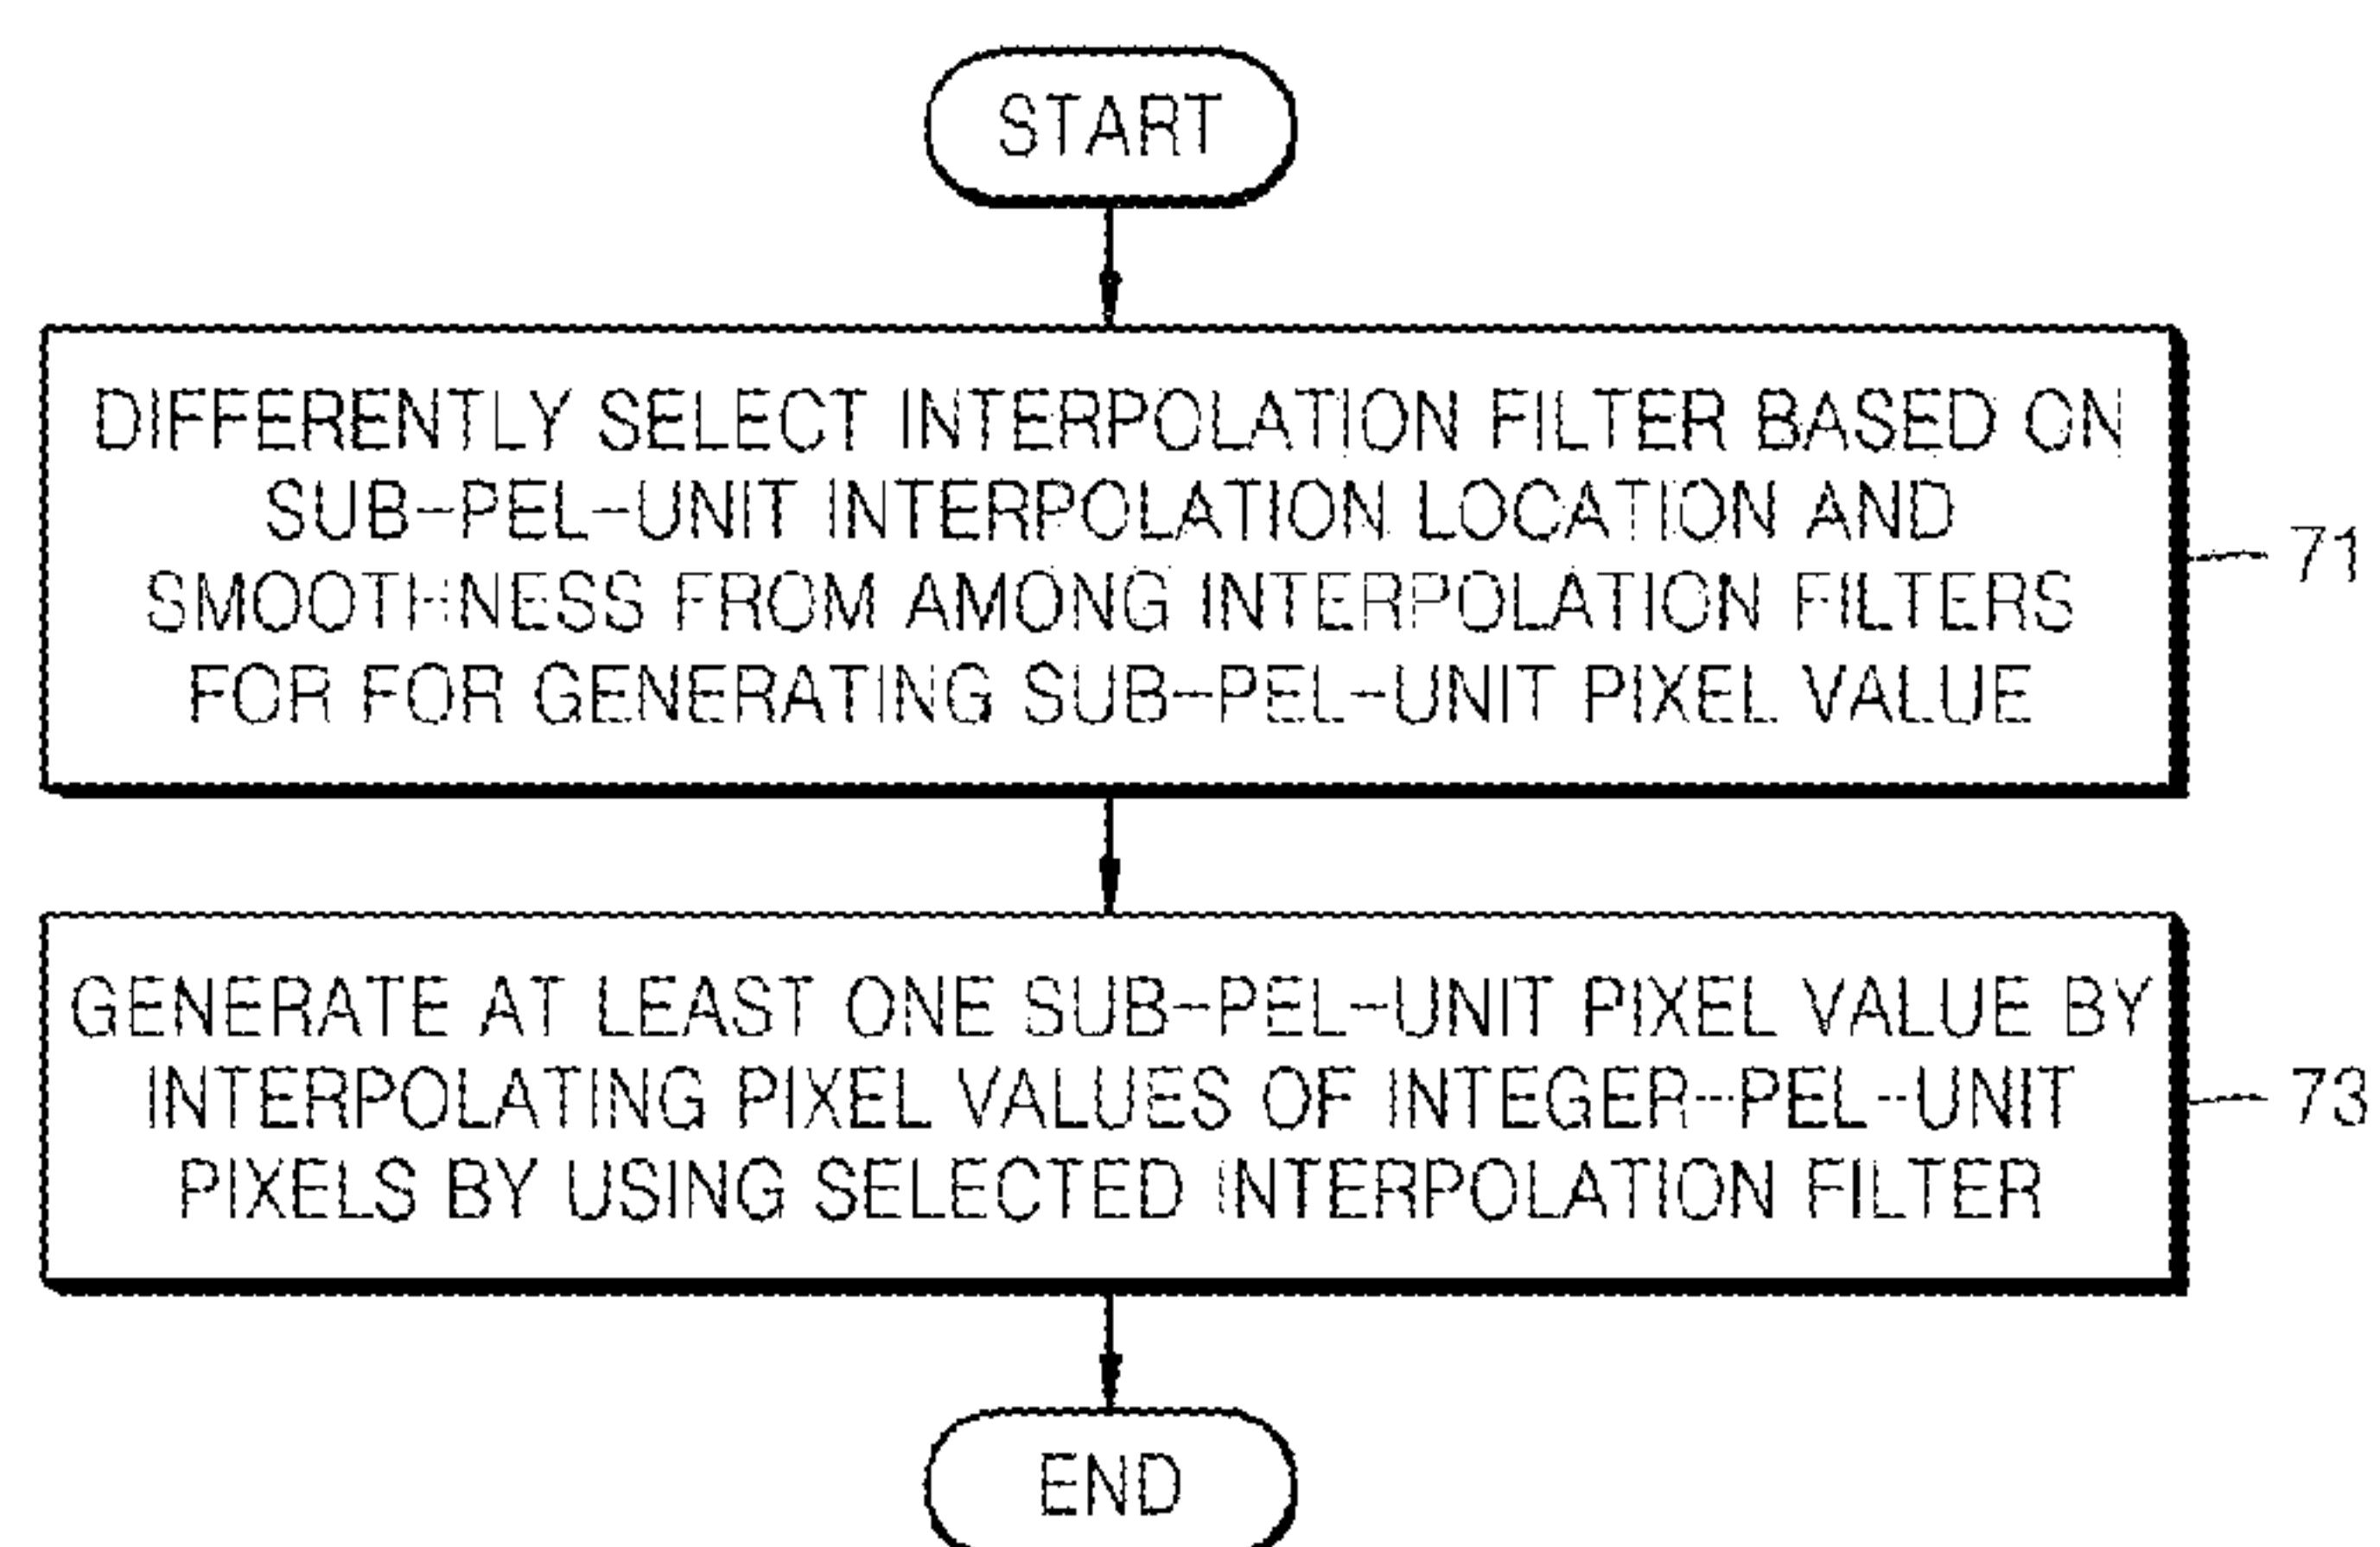 START
DIFFERENTLY SELECT INTERPOLATION FILTER BASED ON
SUB-PEL-UNIT INTERPOLATION LOCATION AND
SMOOTHNESS FROM AMONG INTERPOLATION FILTERS
FOR FOR GENERATING SUB-PEL-UNIT PIXEL VALUE
71
GENERATE AT LEAST ONE SUB-PEL-UNIT PIXEL VALUE BY
INTERPOLATING PIXEL VALUES OF INTEGER-PEL-UNIT
PIXELS BY USING SELECTED INTERPOLATION FILTER
73
END